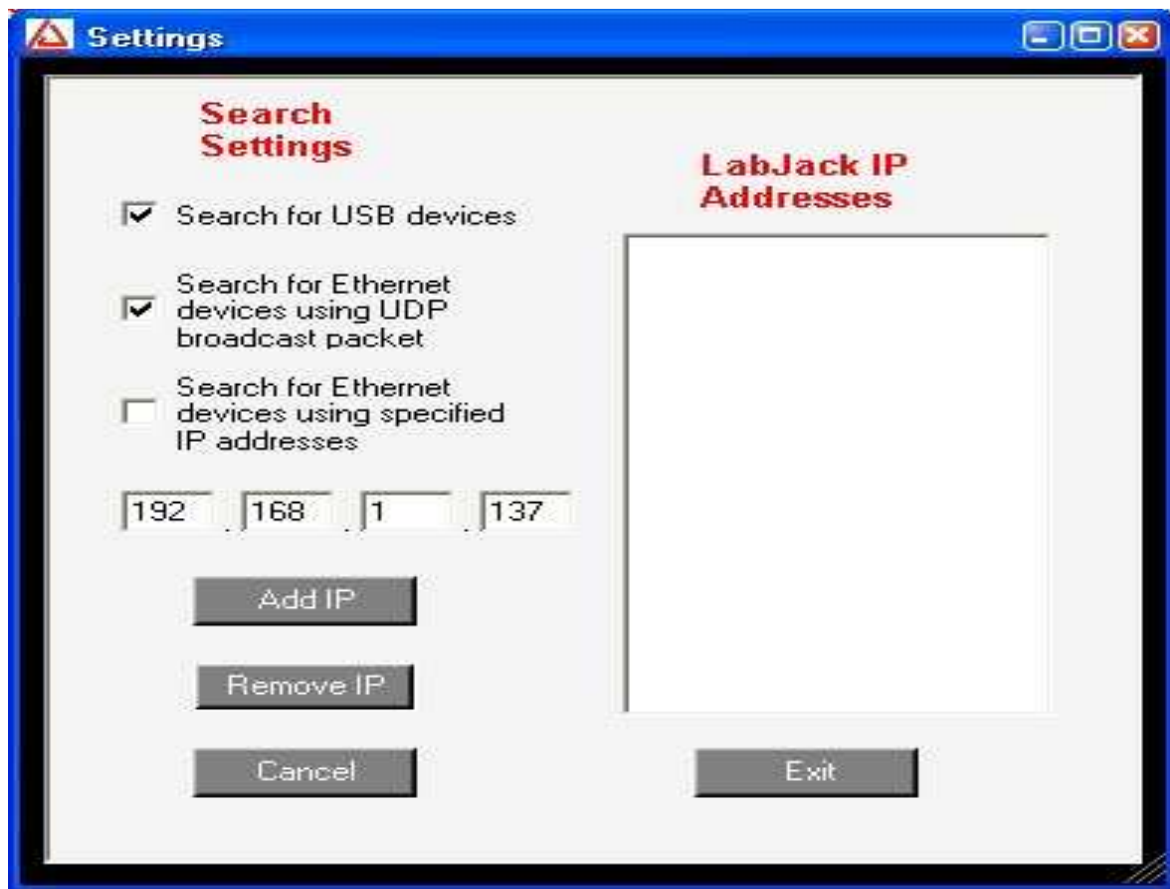 Settings
Search
Settings
Search for USB devices
Search for Ethernet
devices using UDP
broadcast packet
Search for Ethernet
devices using specified
IP addresses
192 . 168 . 1 . 137
Add IP
Remove IP
Cancel
LabJack IP
Addresses
Exit